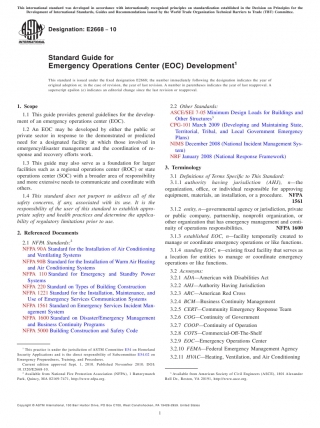 This international standard was developed in accordance with internationally recognized principles on standardization established in the Decision on Principles for the
Development of International Standards, Guides and Recommendations issued by the World Trade Organization Technical Barriers to Trade (TBT) Committee.
Designation: E2668 – 10
Standard Guide for
Emergency Operations Center (EOC) Development1
This standard is issued under the fixed designation E2668; the number immediately following the designation indicates the year of
original adoption or, in the case of revision, the year of last revision. A number in parentheses indicates the year of last reapproval. A
superscript epsilon (ε) indicates an editorial change since the last revision or reapproval.
1. Scope
1.1 This guide provides general guidelines for the develop-
ment of an emergency operations center (EOC).
1.2 An EOC may be developed by either the public or
private sector in response to the demonstrated or predicted
need for a designated facility at which those involved in
emergency/disaster management and the coordination of re-
sponse and recovery efforts work.
1.3 This guide may also serve as a foundation for larger
facilities such as a regional operations center (ROC) or state
operations center (SOC) with a broader area of responsibility
and more extensive needs to communicate and coordinate with
others.
1.4 This standard does not purport to address all of the
safety concerns, if any, associated with its use. It is the
responsibility of the user of this standard to establish appro-
priate safety and health practices and determine the applica-
bility of regulatory limitations prior to use.
2. Referenced Documents
2.1 NFPA Standards:2
NFPA 90A Standard for the Installation of Air Conditioning
and Ventilating Systems
NFPA 90B Standard for the Installation of Warm Air Heating
and Air Conditioning Systems
NFPA 110 Standard for Emergency and Standby Power
Systems
NFPA 220 Standard on Types of Building Construction
NFPA 1221 Standard for the Installation, Maintenance, and
Use of Emergency Services Communications Systems
NFPA 1561 Standard on Emergency Services Incident Man-
agement System
NFPA 1600 Standard on Disaster/Emergency Management
and Business Continuity Programs
NFPA 5000 Building Construction and Safety Code
1 This practice is under the jurisdiction of ASTM Committee E54 on Homeland
Security Applications and is the direct responsibility of Subcommittee E54.02 on
Emergency Preparedness, Training, and Procedures.
Current edition approved Sept. 1, 2010. Published November 2010. DOI:
10.1520/E2668-10.
2 Available from National Fire Protection Association (NFPA), 1 Batterymarch
Park, Quincy, MA 02169-7471, http://www.nfpa.org.
2.2 Other Standards:
ASCE/SEI 7.05 Minimum Design Loads for Buildings and
Other Structures3
CPG-101 March 2009 (Developing and Maintaining State,
Territorial, Tribal, and Local Government Emergency
Plans)
NIMS December 2008 (National Incident Management Sys-
tem)
NRF January 2008 (National Response Framework)
3. Terminology
3.1 Definitions of Terms Specific to This Standard:
3.1.1 authority having jurisdiction (AHJ), n—the
organization, office, or individual responsible for approving
equipment, materials, an installation, or a procedure. NFPA
1561
3.1.2 entity, n—governmental agency or jurisdiction, private
or public company, partnership, nonprofit organization, or
other organization that has emergency management and conti-
nuity of operations responsibilities. NFPA 1600
3.1.3 established EOC, n—facility temporarily created to
manage or coordinate emergency operations or like functions.
3.1.4 standing EOC, n—existing fixed facility that serves as
a location for entities to manage or coordinate emergency
operations or like functions.
3.2 Acronyms:
3.2.1 ADA—American with Disabilities Act
3.2.2 AHJ—Authority Having Jurisdiction
3.2.3 ARC—American Red Cross
3.2.4 BCM—Business Continuity Management
3.2.5 CERT—Community Emergency Response Team
3.2.6 COG—Continuity of Government
3.2.7 COOP—Continuity of Operation
3.2.8 COTS—Commercial-Off-The-Shelf
3.2.9 EOC—Emergency Operations Center
3.2.10 FEMA—Federal Emergency Management Agency
3.2.11 HVAC—Heating, Ventilation, and Air Conditioning
3 Available from American Society of Civil Engineers (ASCE), 1801 Alexander
Bell Dr., Reston, VA 20191, http://www.asce.org.
Copyright © ASTM International, 100 Barr Harbor Drive, PO Box C700, West Conshohocken, PA 19428-2959. United States
1